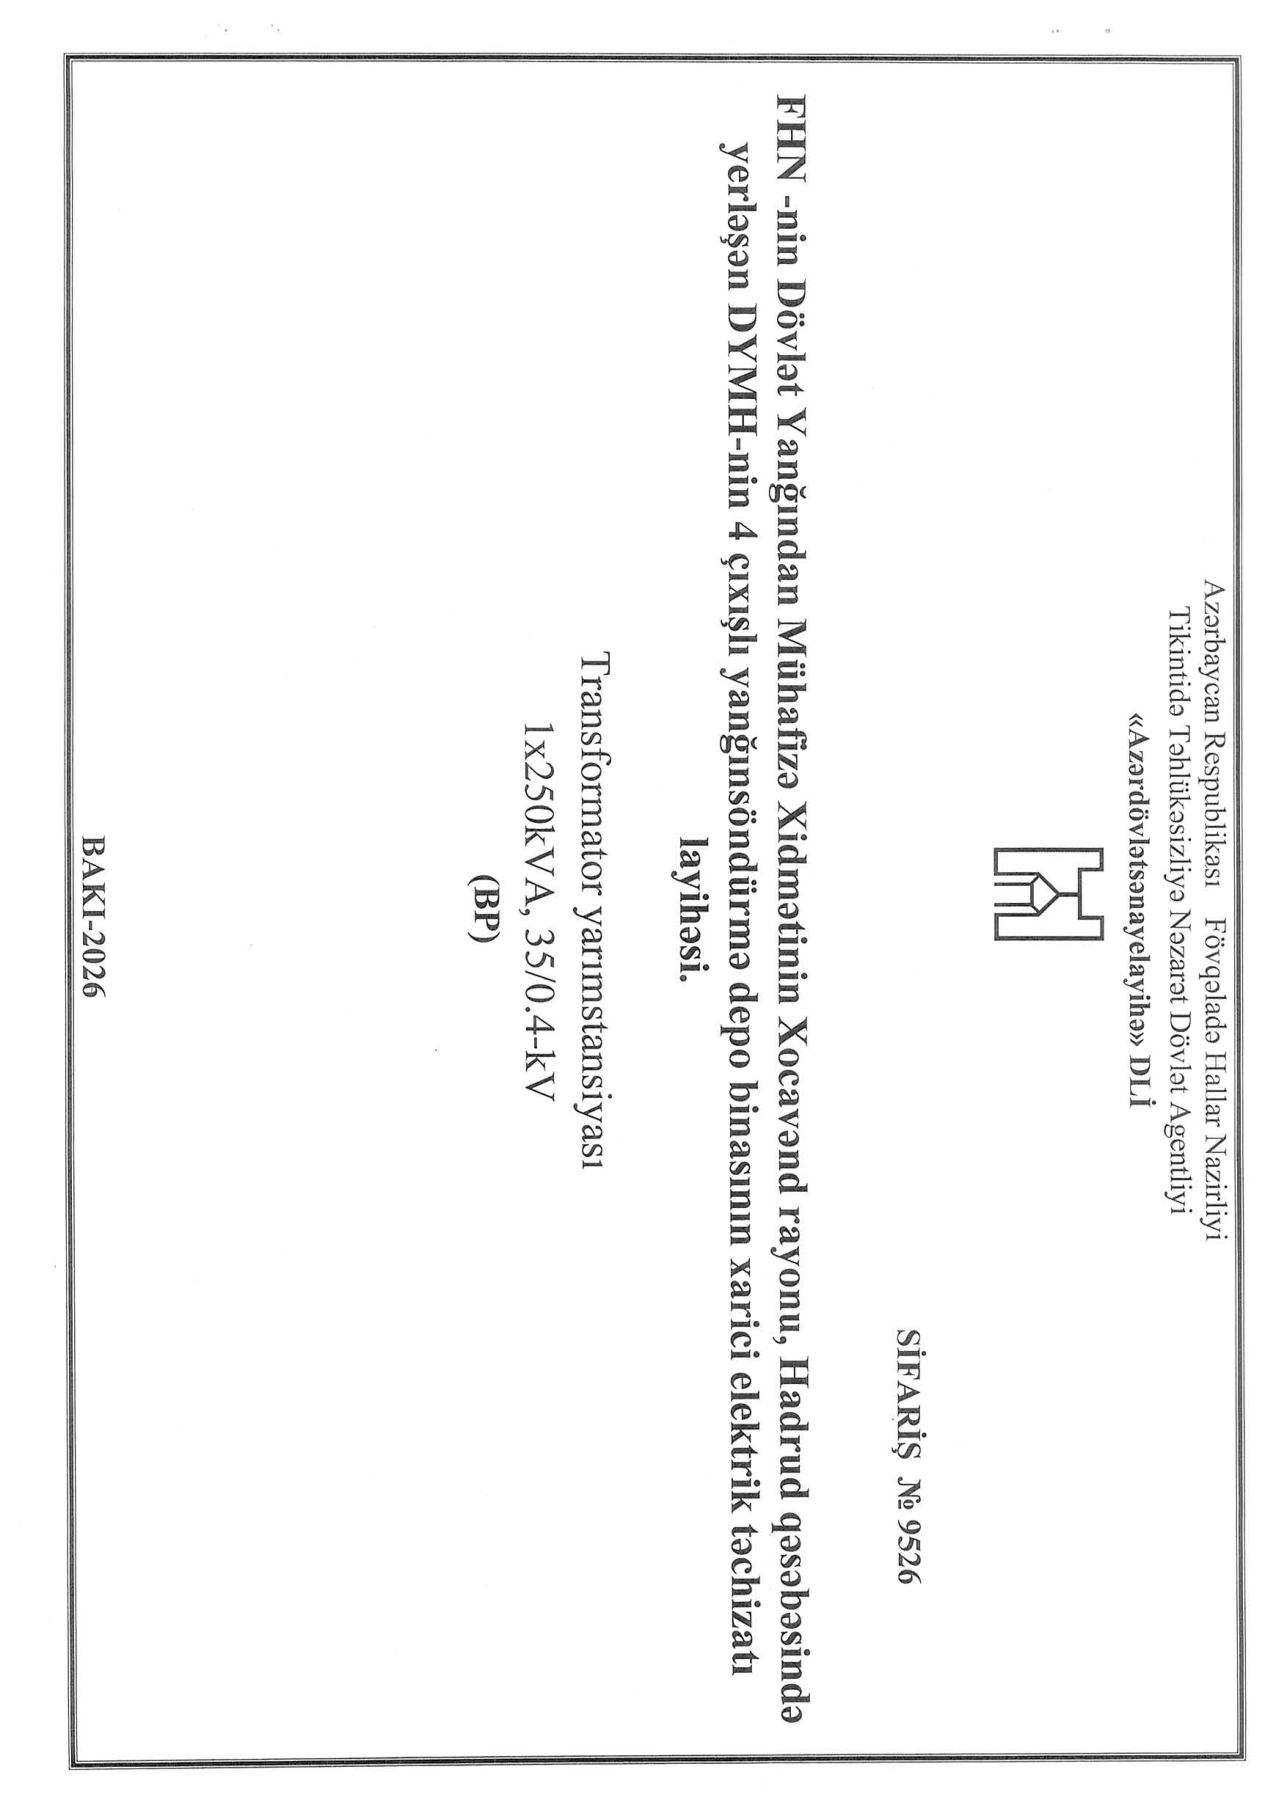 Azərbaycan Respublikası Fövqəladə Hallar Nazirliyi
Tikintidə Təhlükəsizliyə Nəzarət Dövlət Agentliyi
«Azərdövlətsənayelayihə» DLİ
SİFARİŞ № 9526
FHN -nin Dövlət Yanğından Mühafizə Xidmətinin Xocavənd rayonu, Hadrud qəsəbəsində
yerləşən DYMH-nin 4 çıxışlı yanğınsöndürmə depo binasının xarici elektrik təchizatı
layihəsi.
Transformator yarımstansiyası
1x250kVA, 35/0.4-kV
(BP)
BAKI-2026